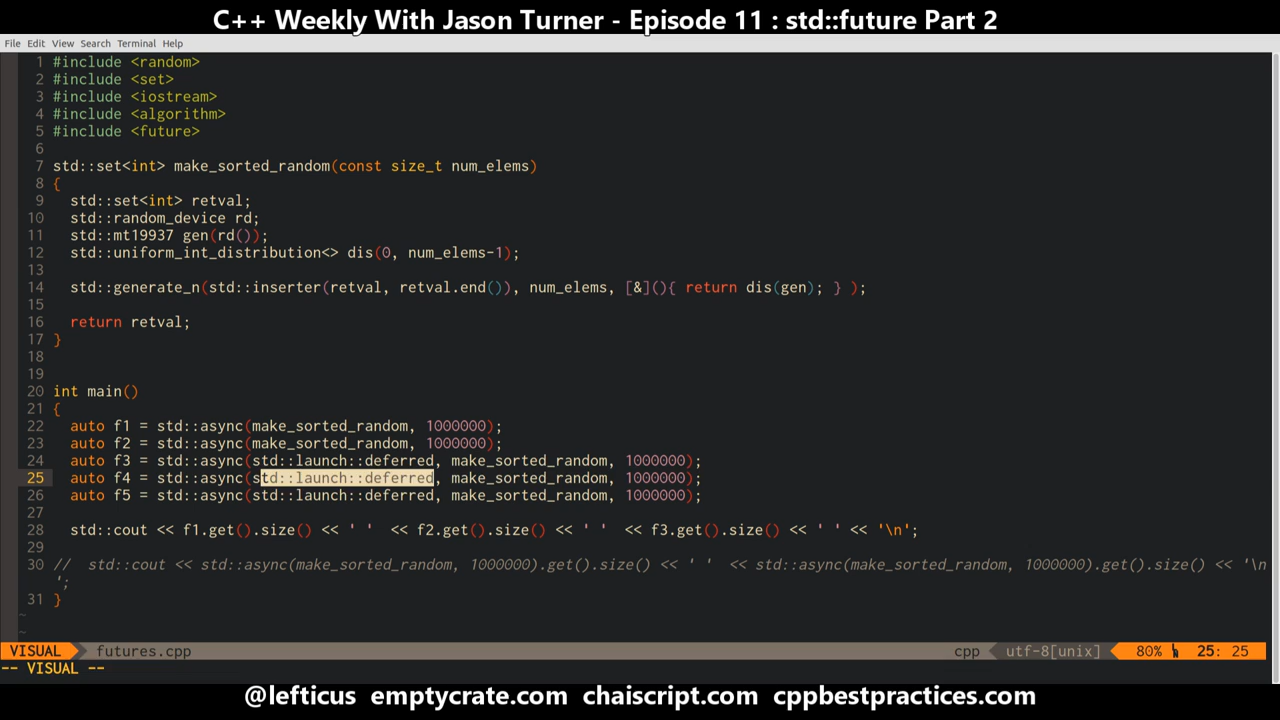 C++ Weekly With Jason Turner - Episode 11 : std::future Part 2
File Edit View Search Terminal Help
1 #include <random>
2 #include <set>
3 #include <iostream>
4 #include <algorithm>
5 #include <future>
6
7 std::set<int> make_sorted_random(const size_t num_elems)
8 {
9   std::set<int> retval;
10   std::random_device rd;
11   std::mt19937 gen(rd());
12   std::uniform_int_distribution<> dis(0, num_elems-1);
13
14   std::generate_n(std::inserter(retval, retval.end()), num_elems, [&](){ return dis(gen); } );
15
16   return retval;
17 }
18
19
20 int main()
21 {
22   auto f1 = std::async(make_sorted_random, 1000000);
23   auto f2 = std::async(make_sorted_random, 1000000);
24   auto f3 = std::async(std::launch::deferred, make_sorted_random, 1000000);
25   auto f4 = std::async(std::launch::deferred, make_sorted_random, 1000000);
26   auto f5 = std::async(std::launch::deferred, make_sorted_random, 1000000);
27
28   std::cout << f1.get().size() << ' '  << f2.get().size() << ' '  << f3.get().size() << ' ' << '\n';
29
30 //  std::cout << std::async(make_sorted_random, 1000000).get().size() << ' '  << std::async(make_sorted_random, 1000000).get().size() << '\n
';
31 }
~
~
VISUAL futures.cpp cpp utf-8[unix] 80% ㏑ 25: 25
-- VISUAL --
@lefticus emptycrate.com chaiscript.com cppbestpractices.com